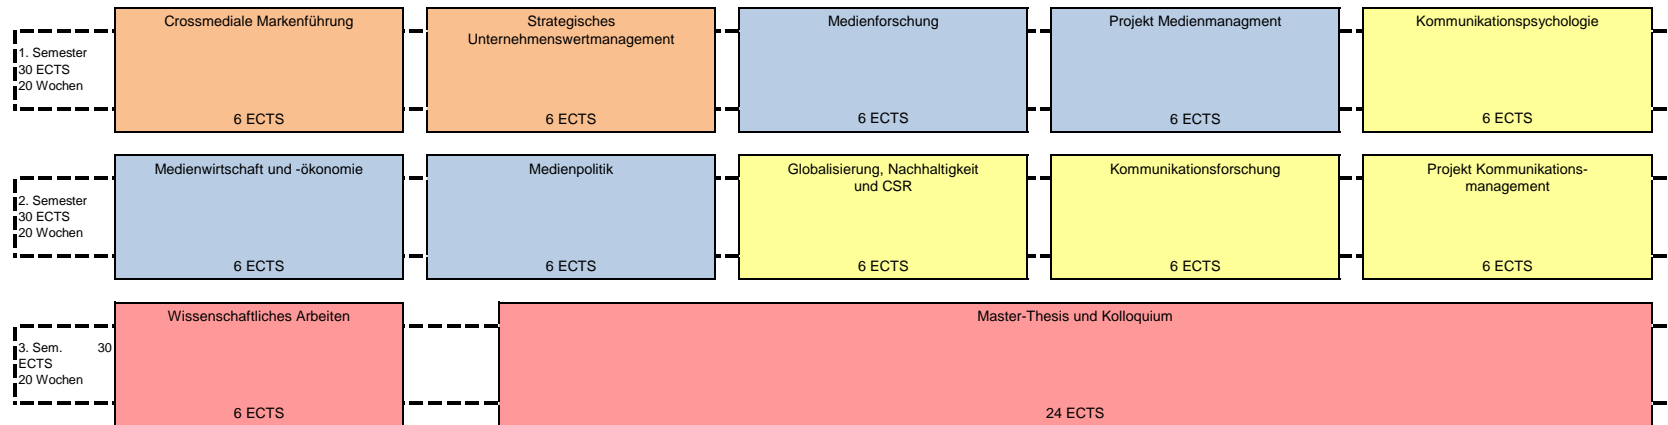 Crossmediale Markenführung
Strategisches
Unternehmenswertmanagement
Medienforschung
Projekt Medienmanagment
Kommunikationspsychologie
1. Semester
30 ECTS
20 Wochen
6 ECTS
6 ECTS
6 ECTS
6 ECTS
6 ECTS
Medienwirtschaft und -ökonomie
Medienpolitik
Globalisierung, Nachhaltigkeit
und CSR
Kommunikationsforschung
Projekt Kommunikations-
management
2. Semester
30 ECTS
20 Wochen
6 ECTS
6 ECTS
6 ECTS
6 ECTS
6 ECTS
Wissenschaftliches Arbeiten
Master-Thesis und Kolloquium
3. Sem. 30
ECTS
20 Wochen
6 ECTS
24 ECTS